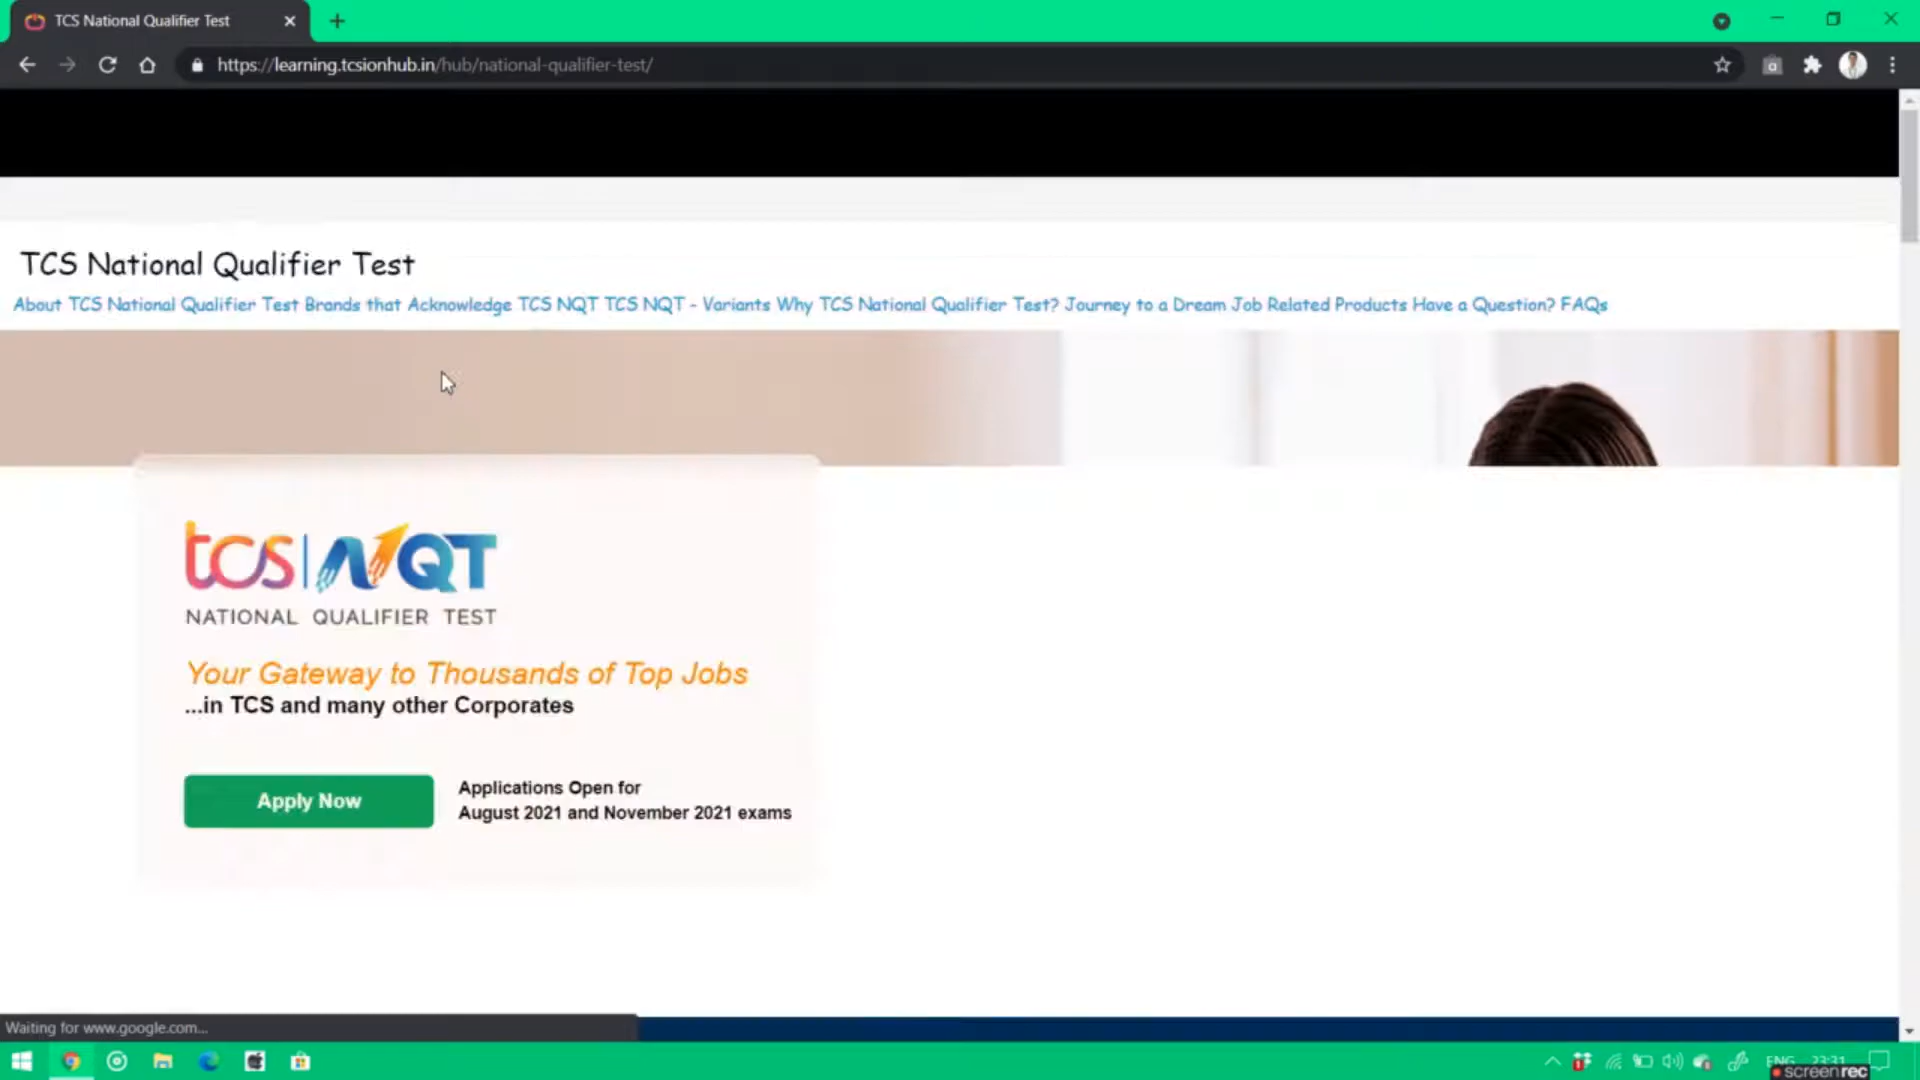 TCS National Qualifier Test
https://learning.tcsionhub.in/hub/national-qualifier-test/
TCS National Qualifier Test
About TCS National Qualifier Test Brands that Acknowledge TCS NQT TCS NQT - Variants Why TCS National Qualifier Test? Journey to a Dream Job Related Products Have a Question? FAQs
tcs|NQT
NATIONAL QUALIFIER TEST
Your Gateway to Thousands of Top Jobs
...in TCS and many other Corporates
Apply Now
Applications Open for
August 2021 and November 2021 exams
Waiting for www.google.com...
ENG 23:31
screenrec